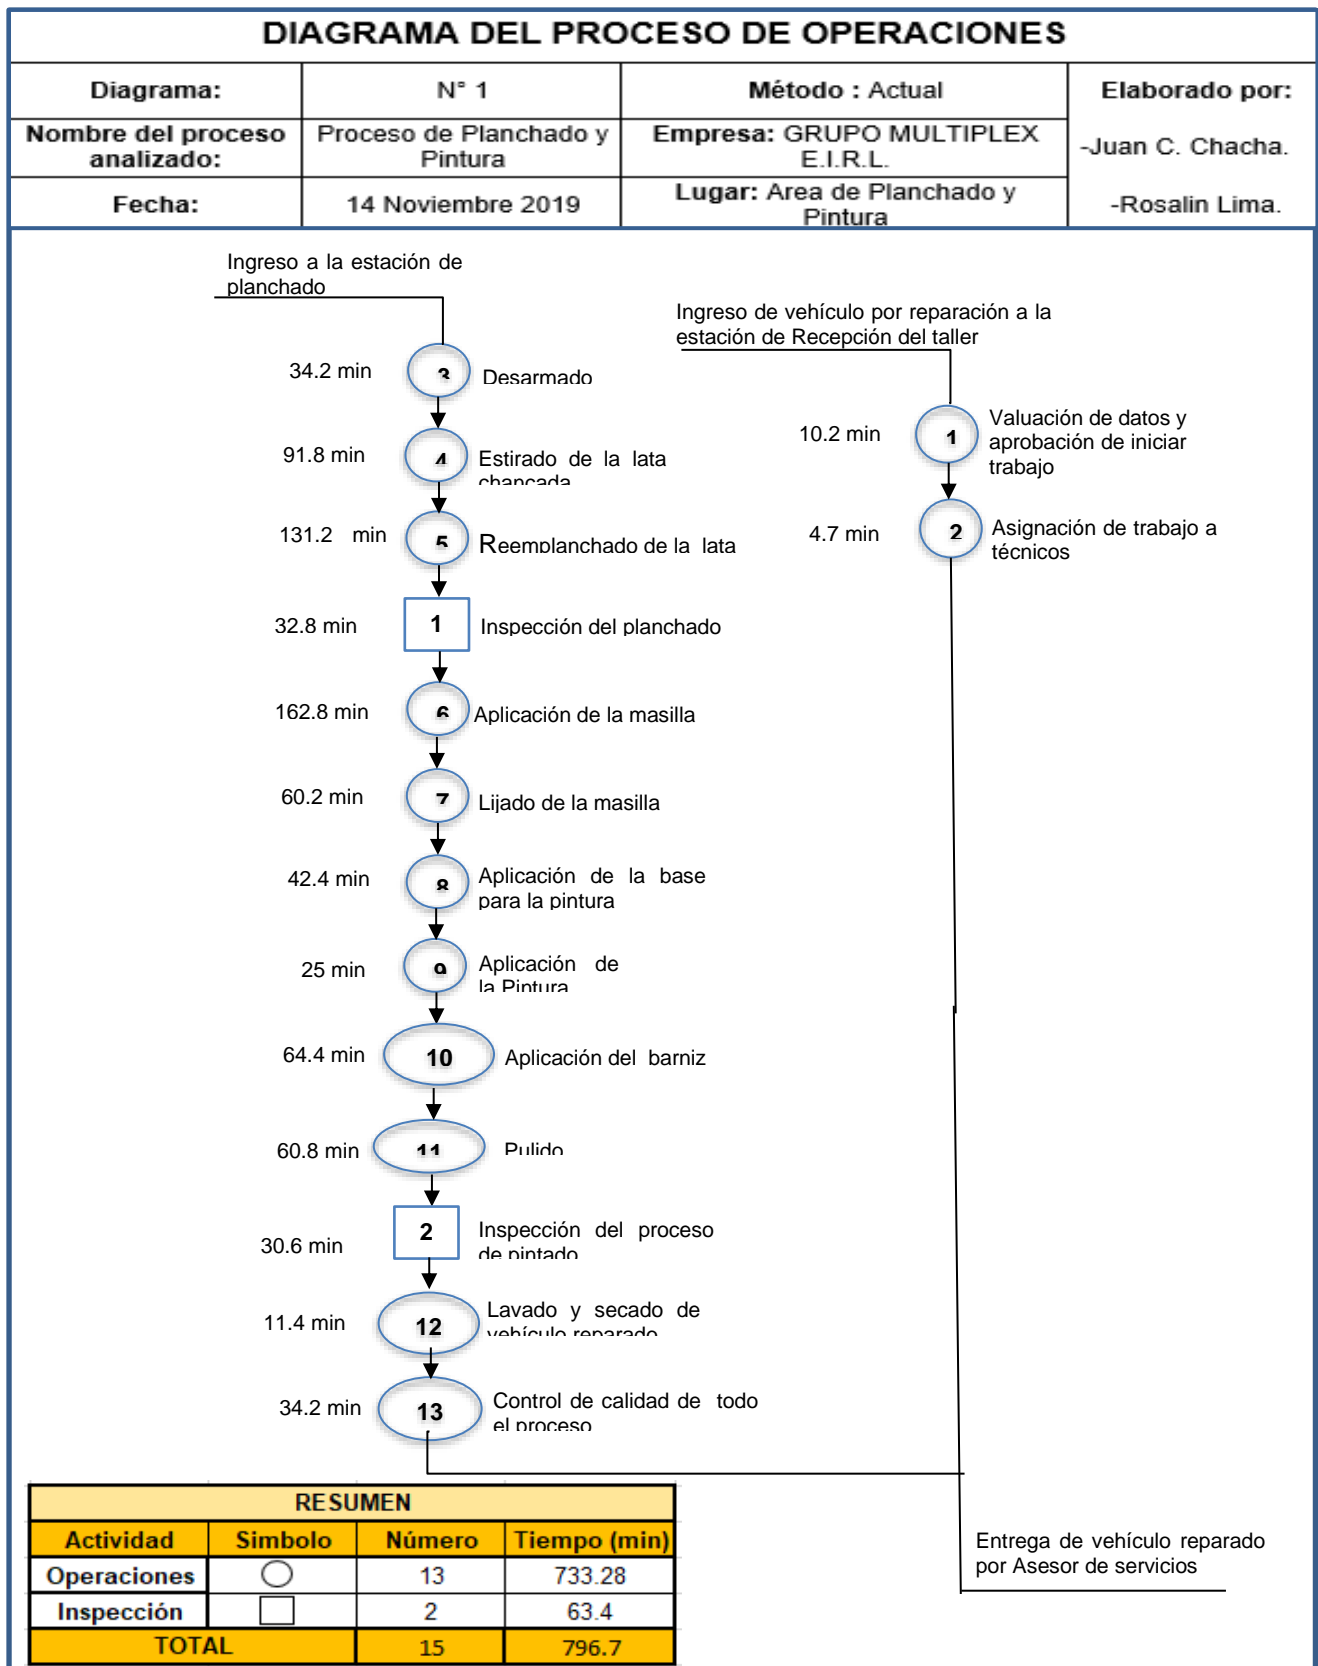 DIAGRAMA DEL PROCESO DE OPERACIONES
Diagrama:
N° 1
Método : Actual
Elaborado por:
Nombre del proceso
analizado:
Proceso de Planchado y
Pintura
Empresa: GRUPO MULTIPLEX
E.I.R.L.
-Juan C. Chacha.
Fecha:
14 Noviembre 2019
Lugar: Area de Planchado y
Pintura
-Rosalin Lima.
Ingreso a la estación de
planchado
34.2 min
3
Desarmado
91.8 min
4
Estirado de la lata
chancada
131.2 min
5
Reemplanchado de la lata
32.8 min
1
Inspección del planchado
162.8 min
6
Aplicación de la masilla
60.2 min
7
Lijado de la masilla
42.4 min
8
Aplicación de la base
para la pintura
25 min
9
Aplicación de
la Pintura
64.4 min
10
Aplicación del barniz
60.8 min
11
Pulido
30.6 min
2
Inspección del proceso
de pintado
11.4 min
12
Lavado y secado de
vehículo reparado
34.2 min
13
Control de calidad de todo
el proceso
Ingreso de vehículo por reparación a la
estación de Recepción del taller
10.2 min
1
Valuación de datos y
aprobación de iniciar
trabajo
4.7 min
2
Asignación de trabajo a
técnicos
Entrega de vehículo reparado
por Asesor de servicios
RESUMEN
Actividad Simbolo Número Tiempo (min)
Operaciones 13 733.28
Inspección 2 63.4
TOTAL 15 796.7